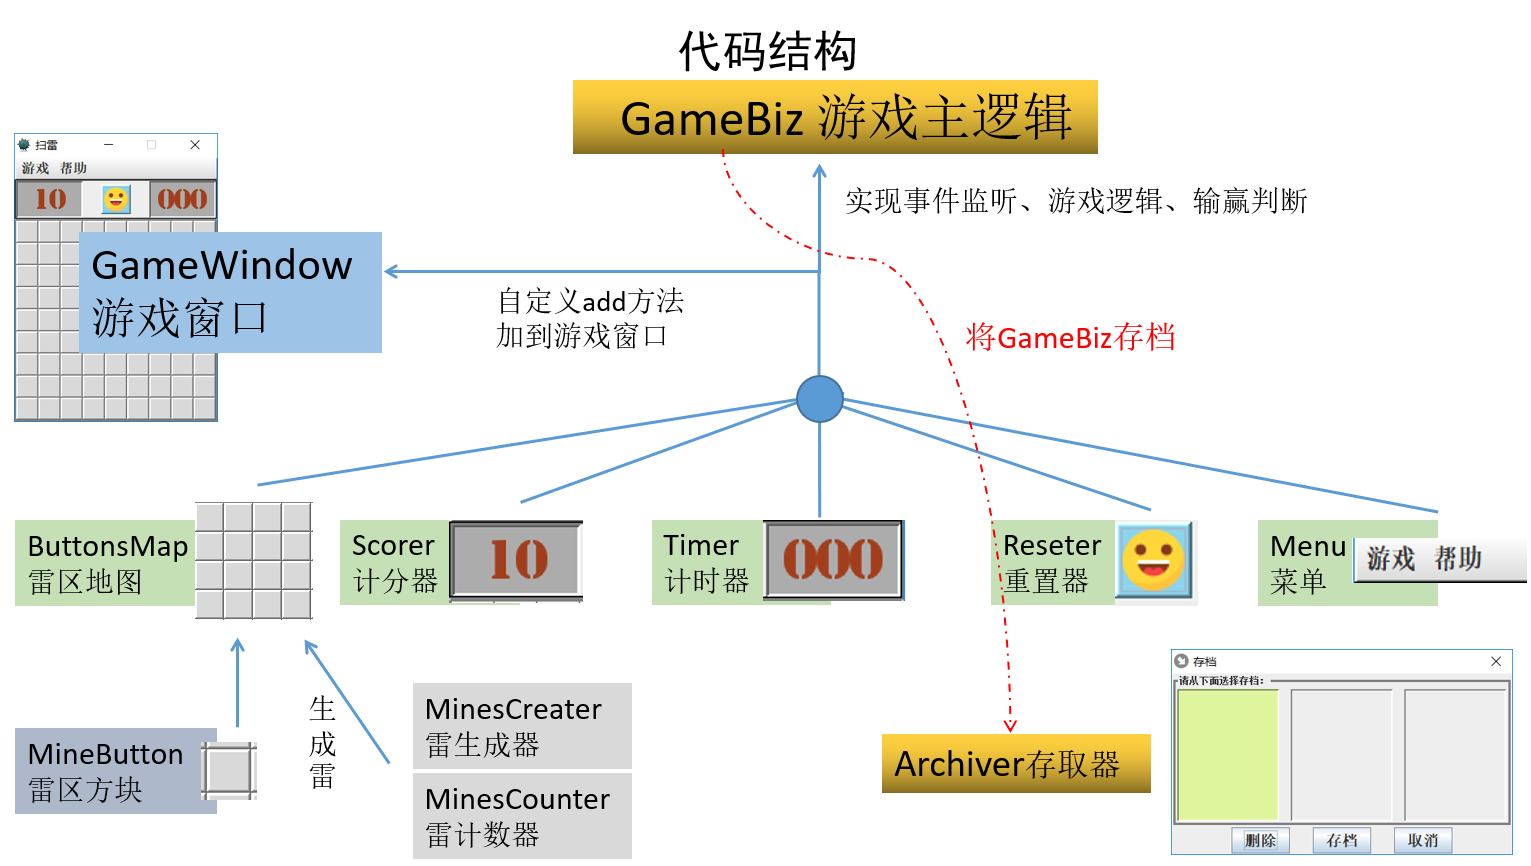 代码结构
GameBiz 游戏主逻辑
扫雷
游戏 帮助
10
000
实现事件监听、游戏逻辑、输赢判断
GameWindow
游戏窗口
自定义add方法
加到游戏窗口
将GameBiz存档
ButtonsMap
雷区地图
Scorer
计分器
10
Timer
计时器
000
Reseter
重置器
Menu
菜单
游戏 帮助
生成雷
MinesCreater
雷生成器
MineButton
雷区方块
MinesCounter
雷计数器
Archiver存取器
存档
请从下面选择存档：
删除
存档
取消